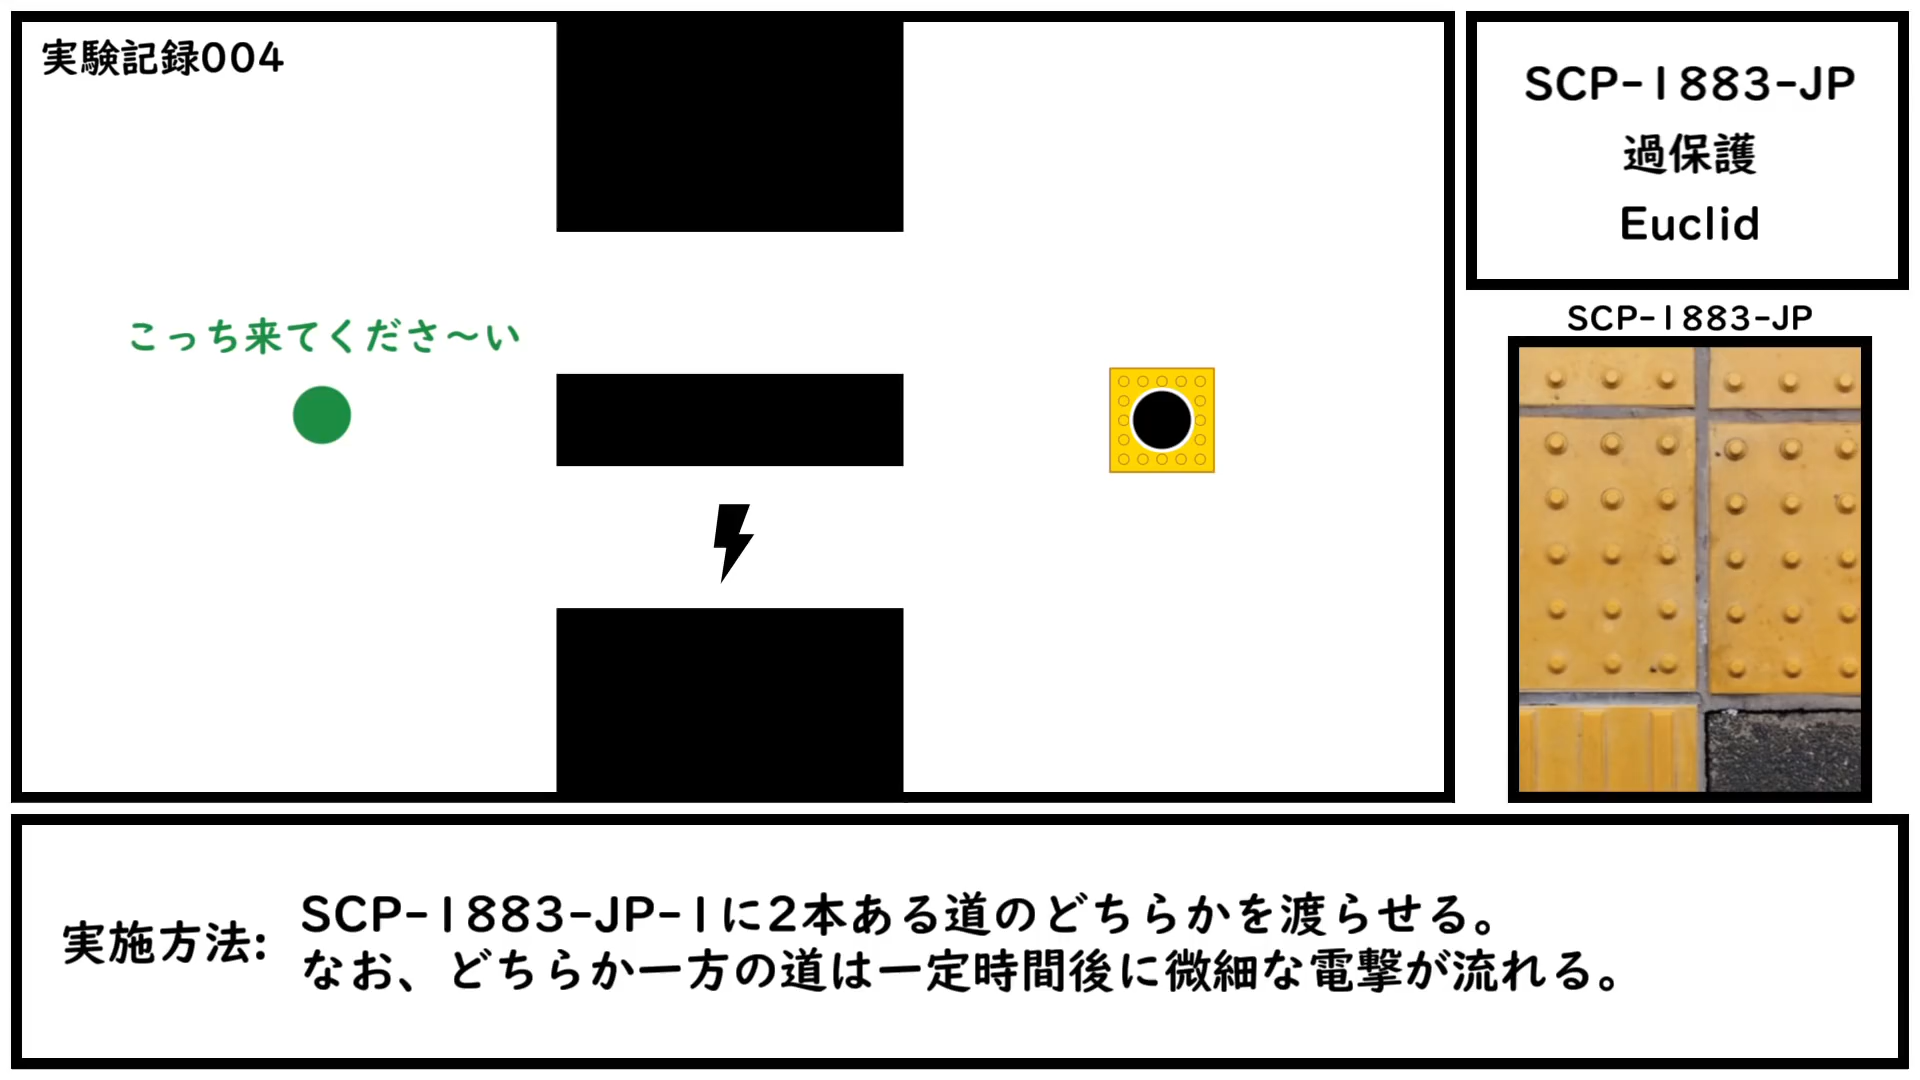 実験記録004
こっち来てくださ～い
SCP-1883-JP
過保護
Euclid
SCP-1883-JP
実施方法:
SCP-1883-JP-1に2本ある道のどちらかを渡らせる。
なお、どちらか一方の道は一定時間後に微細な電撃が流れる。